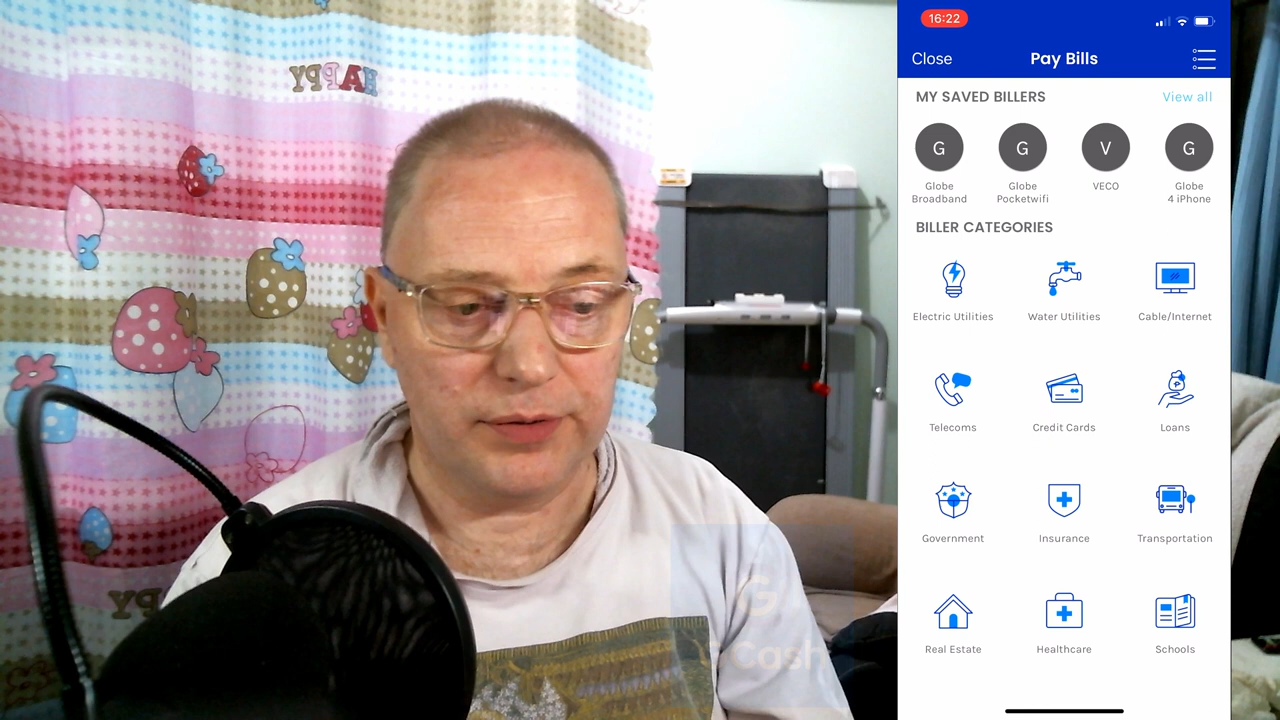 HAPPY
16:22
Close
Pay Bills
MY SAVED BILLERS
View all
G
G
V
G
Globe
Broadband
Globe
Pocketwifi
VECO
Globe
4 iPhone
BILLER CATEGORIES
Electric Utilities
Water Utilities
Cable/Internet
Telecoms
Credit Cards
Loans
Government
Insurance
Transportation
Real Estate
Healthcare
Schools
G
Cash